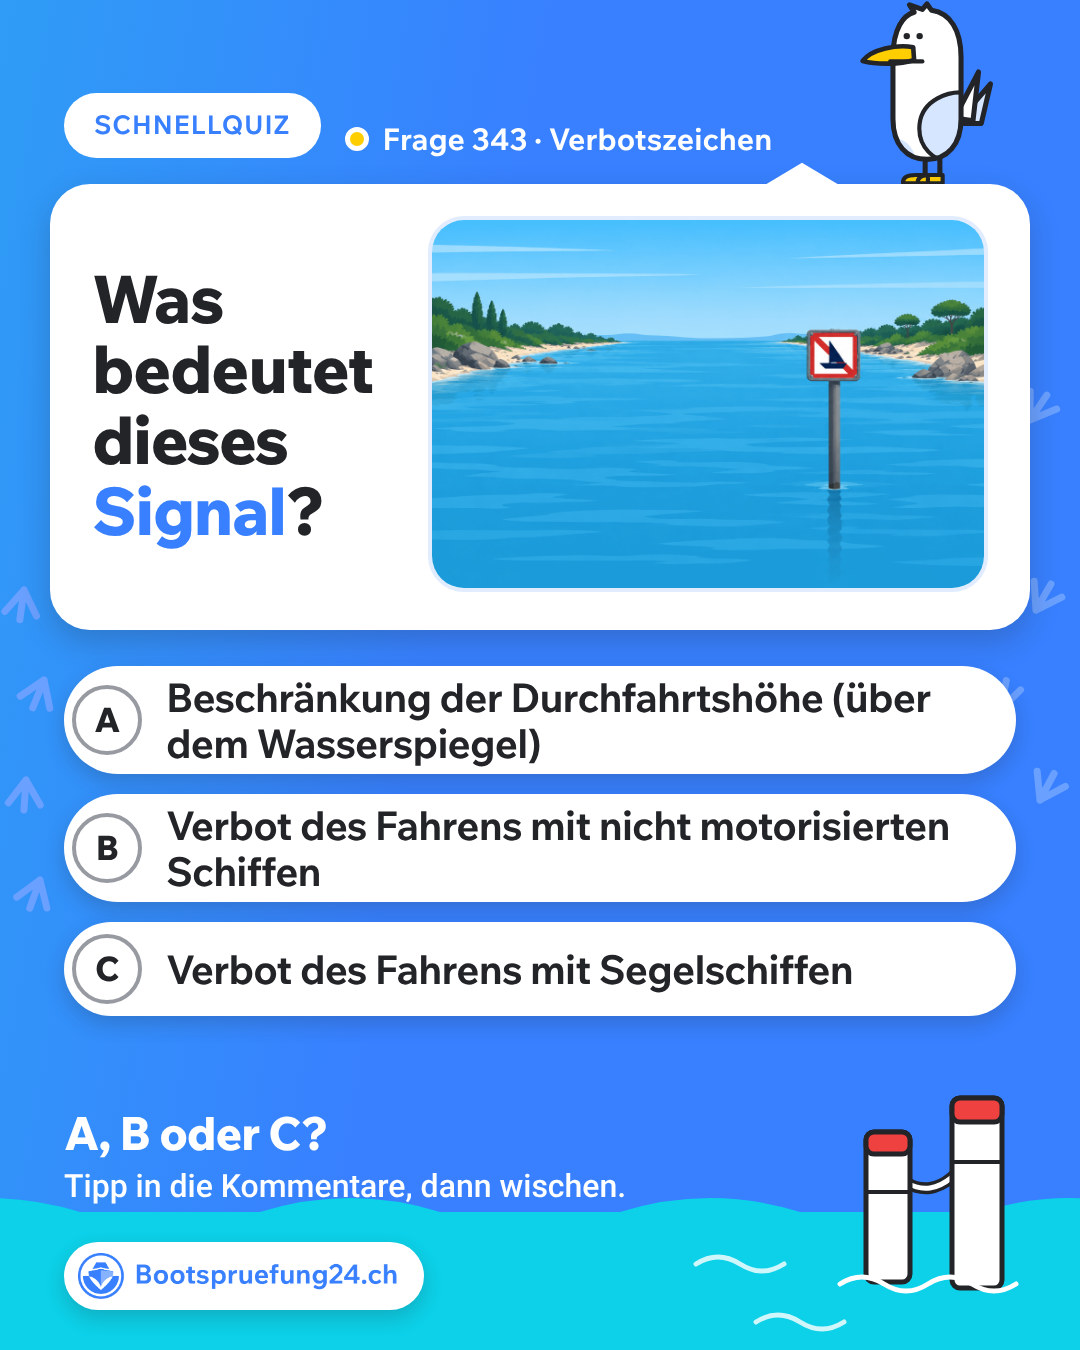 SCHNELLQUIZ
Frage 343 · Verbotszeichen
Was
bedeutet
dieses
Signal?
A
Beschränkung der Durchfahrtshöhe (über
dem Wasserspiegel)
B
Verbot des Fahrens mit nicht motorisierten
Schiffen
C
Verbot des Fahrens mit Segelschiffen
A, B oder C?
Tipp in die Kommentare, dann wischen.
Bootspruefung24.ch